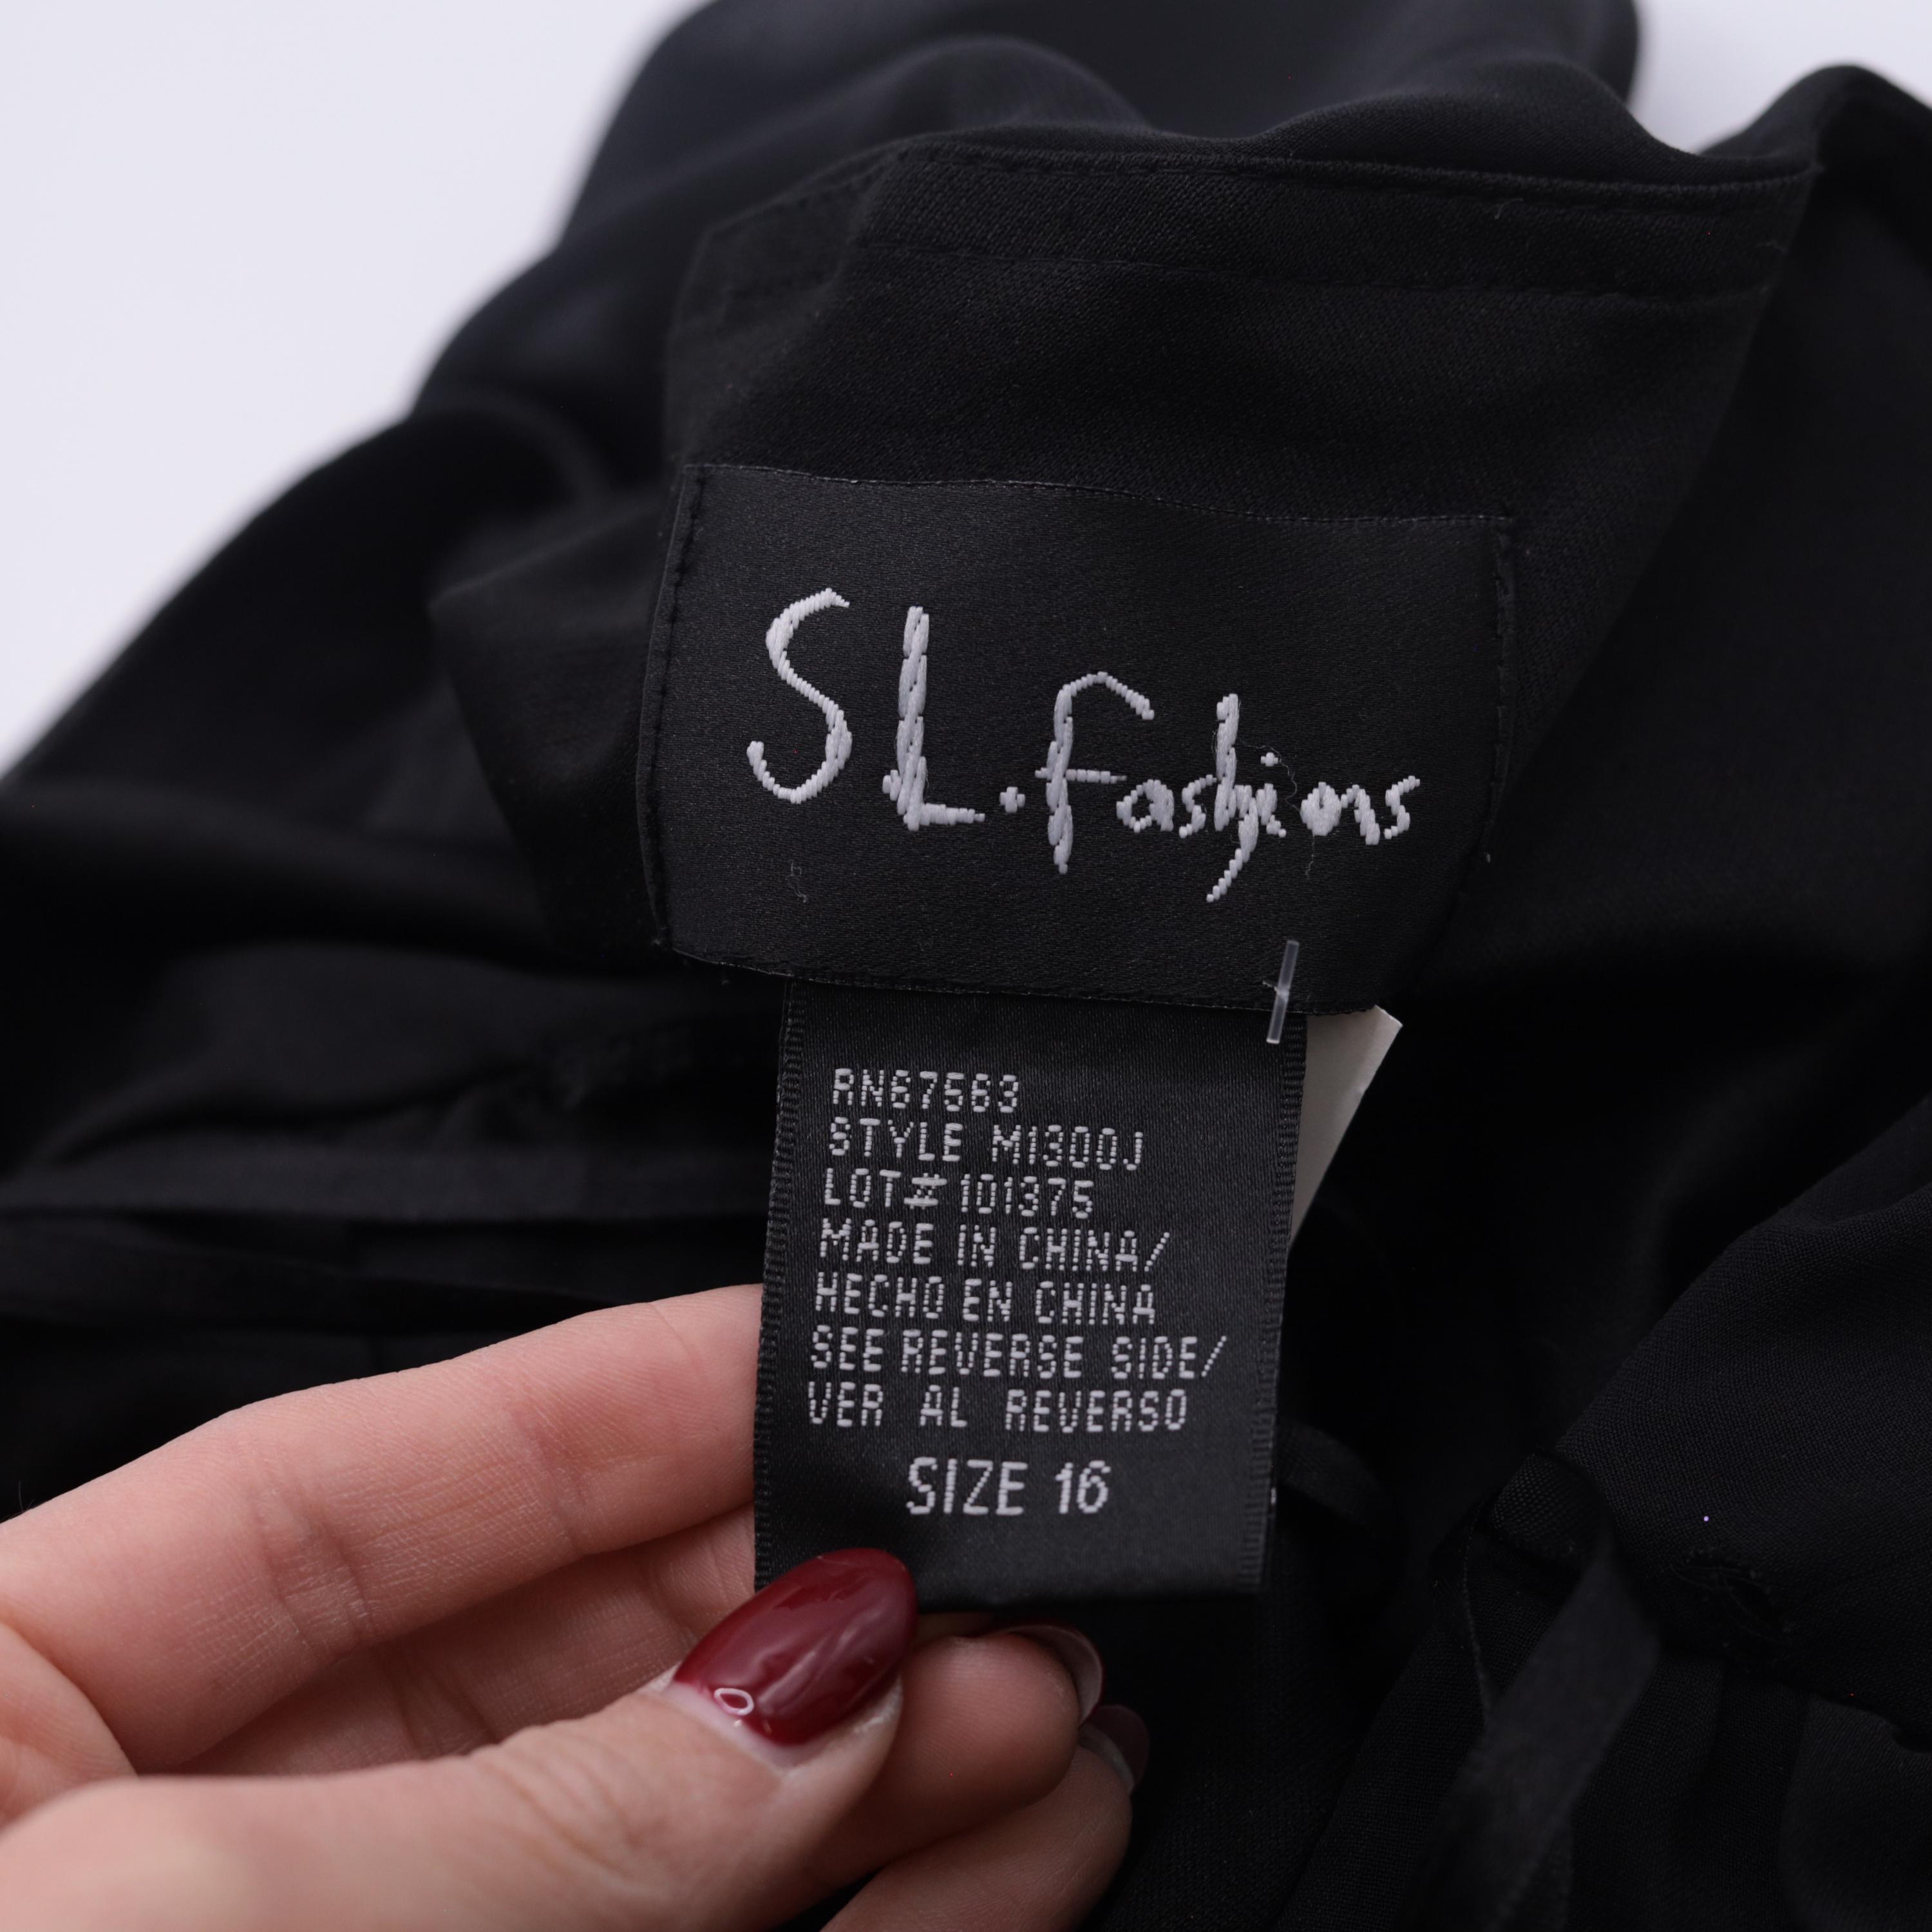 SL. Fashions
RN67563
STYLE M1300J
LOT# 101375
MADE IN CHINA/
HECHO EN CHINA
SEE REVERSE SIDE/
VER AL REVERSO
SIZE 16